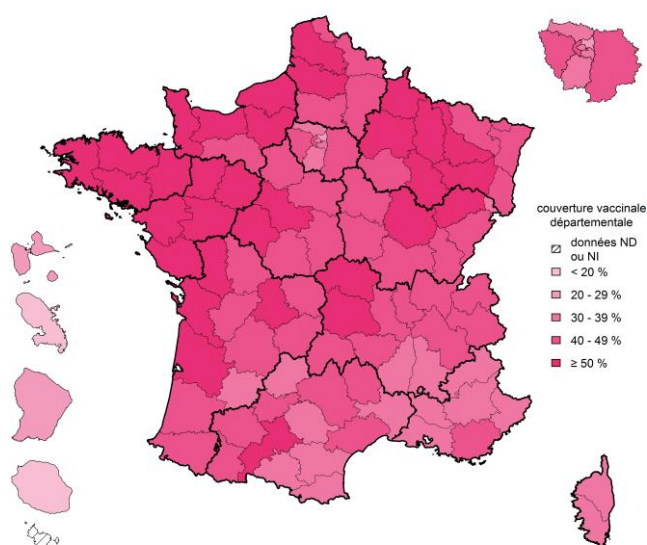 couverture vaccinale
départementale
données ND
ou NI
< 20 %
20 - 29 %
30 - 39 %
40 - 49 %
≥ 50 %